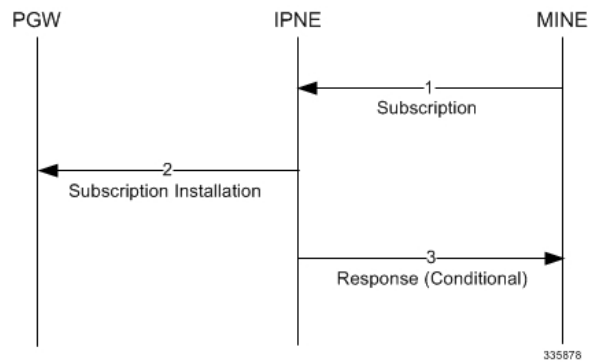 PGW IPNE MINE
1
Subscription
2
Subscription Installation
3
Response (Conditional)
335878